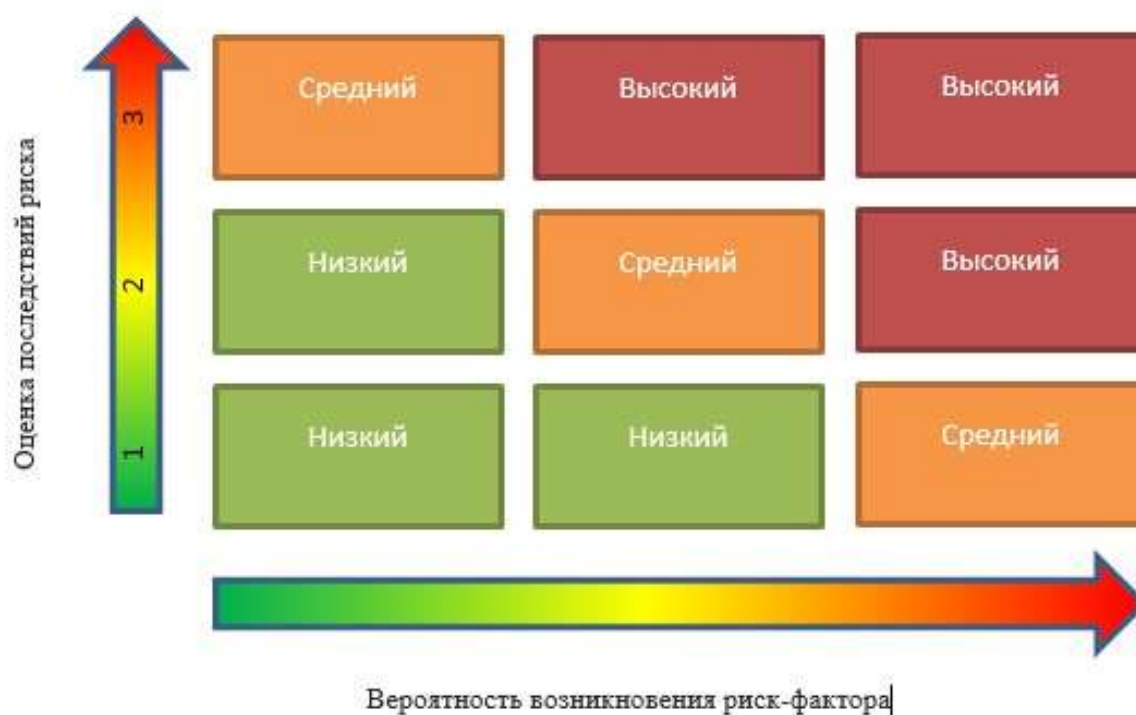 Оценка последствий риска
3
Средний
Высокий
Высокий
2
Низкий
Средний
Высокий
1
Низкий
Низкий
Средний
Вероятность возникновения риск-фактора